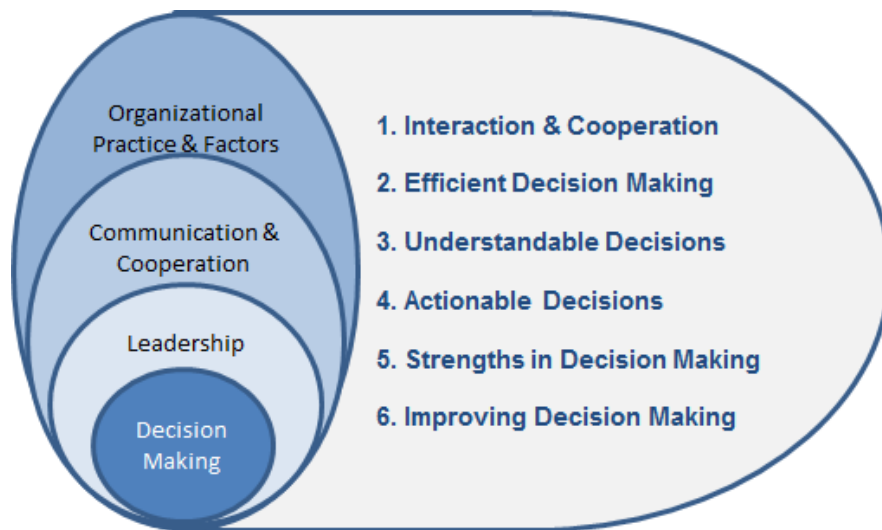 Organizational
Practice & Factors
Communication &
Cooperation
Leadership
Decision
Making
1. Interaction & Cooperation
2. Efficient Decision Making
3. Understandable Decisions
4. Actionable Decisions
5. Strengths in Decision Making
6. Improving Decision Making